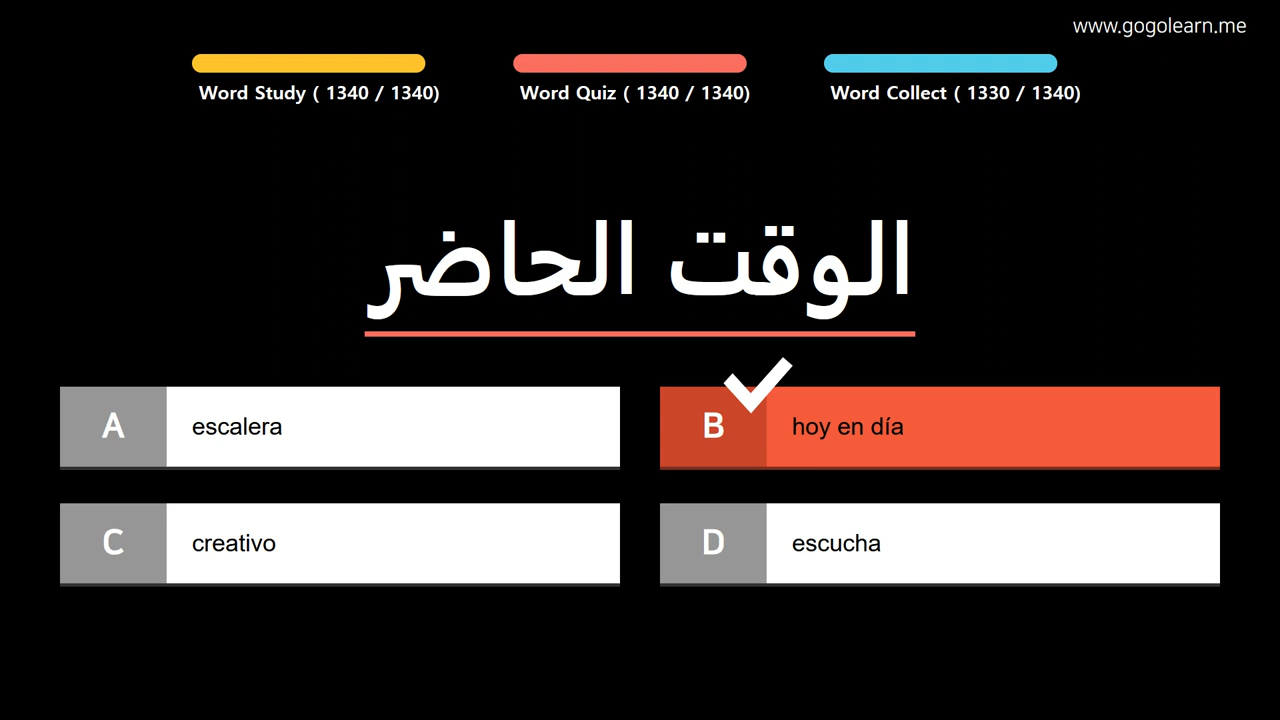 www.gogolearn.me
Word Study ( 1340 / 1340)
Word Quiz ( 1340 / 1340)
Word Collect ( 1330 / 1340)
الوقت الحاضر
A escalera
B hoy en día
C creativo
D escucha